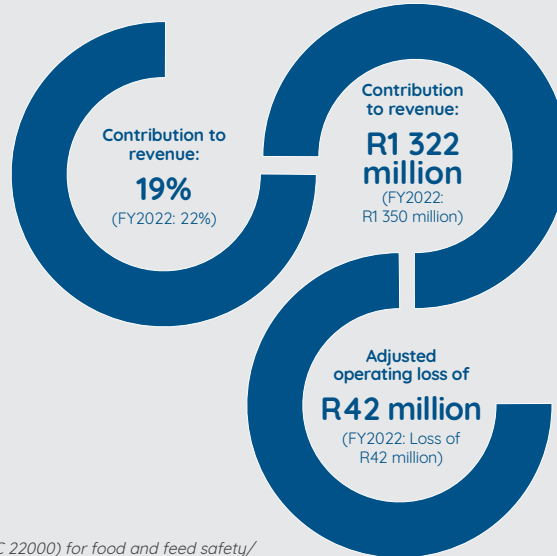 Contribution to
revenue:
19%
(FY2022: 22%)
Contribution
to revenue:
R1 322
million
(FY2022:
R1 350 million)
Adjusted
operating loss of
R42 million
(FY2022: Loss of
R42 million)
C 22000) for food and feed safety/